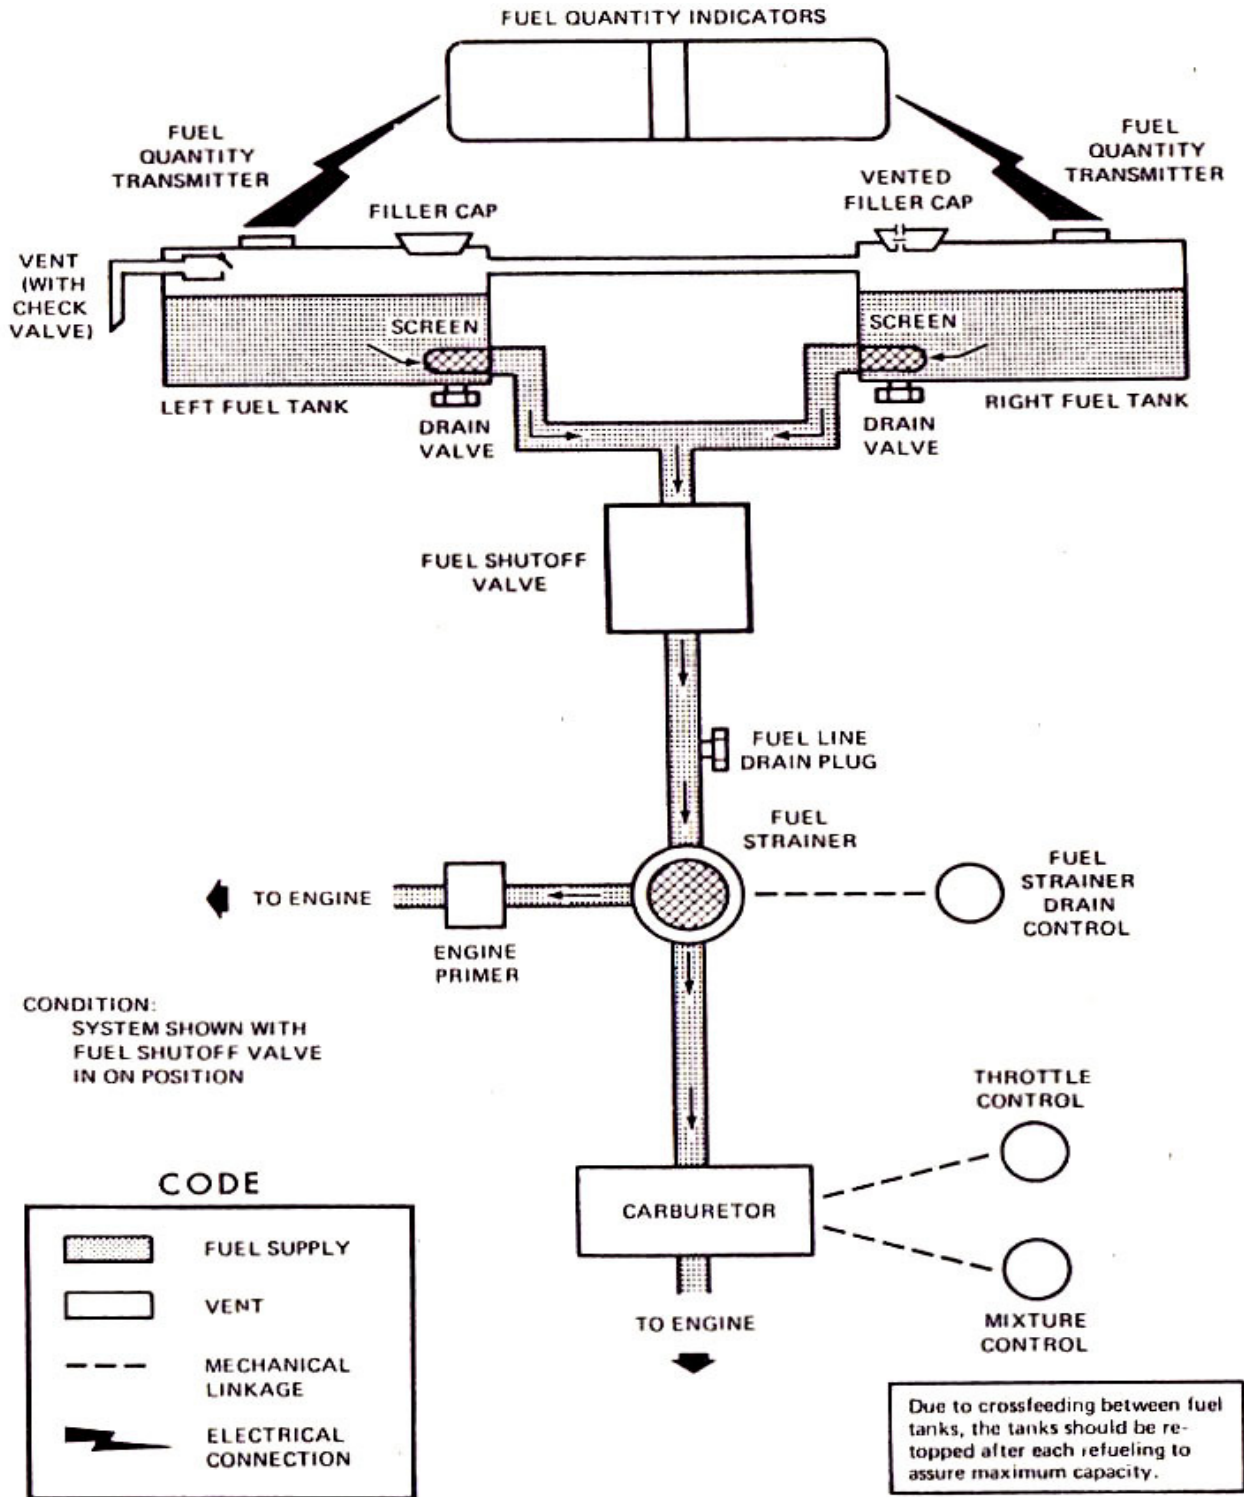 FUEL QUANTITY INDICATORS
FUEL
QUANTITY
TRANSMITTER
FUEL
QUANTITY
TRANSMITTER
FILLER CAP
VENTED
FILLER CAP
VENT
(WITH
CHECK
VALVE)
SCREEN
SCREEN
LEFT FUEL TANK
RIGHT FUEL TANK
DRAIN
VALVE
DRAIN
VALVE
FUEL SHUTOFF
VALVE
FUEL LINE
DRAIN PLUG
FUEL
STRAINER
TO ENGINE
ENGINE
PRIMER
FUEL
STRAINER
DRAIN
CONTROL
CONDITION:
SYSTEM SHOWN WITH
FUEL SHUTOFF VALVE
IN ON POSITION
THROTTLE
CONTROL
CARBURETOR
MIXTURE
CONTROL
TO ENGINE
CODE
FUEL SUPPLY
VENT
MECHANICAL
LINKAGE
ELECTRICAL
CONNECTION
Due to crossfeeding between fuel
tanks, the tanks should be re-
topped after each refueling to
assure maximum capacity.